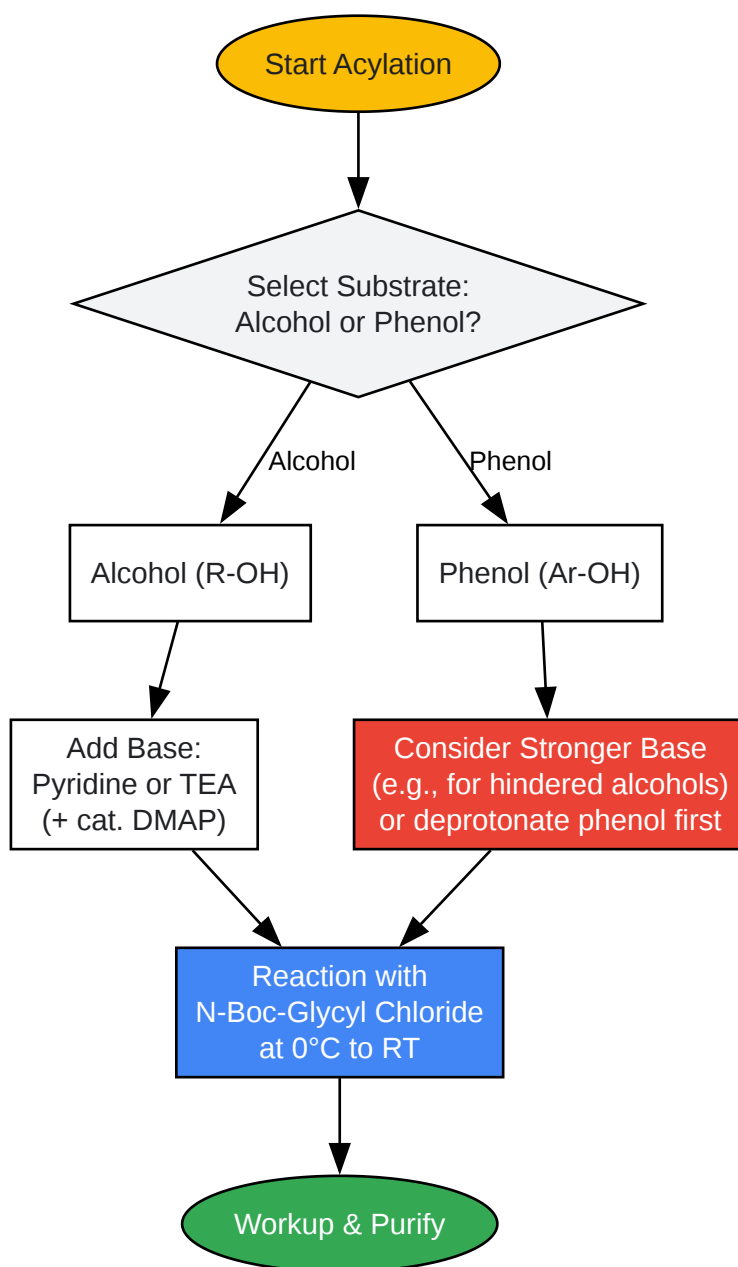 Start Acylation
Select Substrate:
Alcohol or Phenol?
Alcohol
Phenol
Alcohol (R-OH)
Phenol (Ar-OH)
Add Base:
Pyridine or TEA
(+ cat. DMAP)
Consider Stronger Base
(e.g., for hindered alcohols)
or deprotonate phenol first
Reaction with
N-Boc-Glycyl Chloride
at 0°C to RT
Workup & Purify